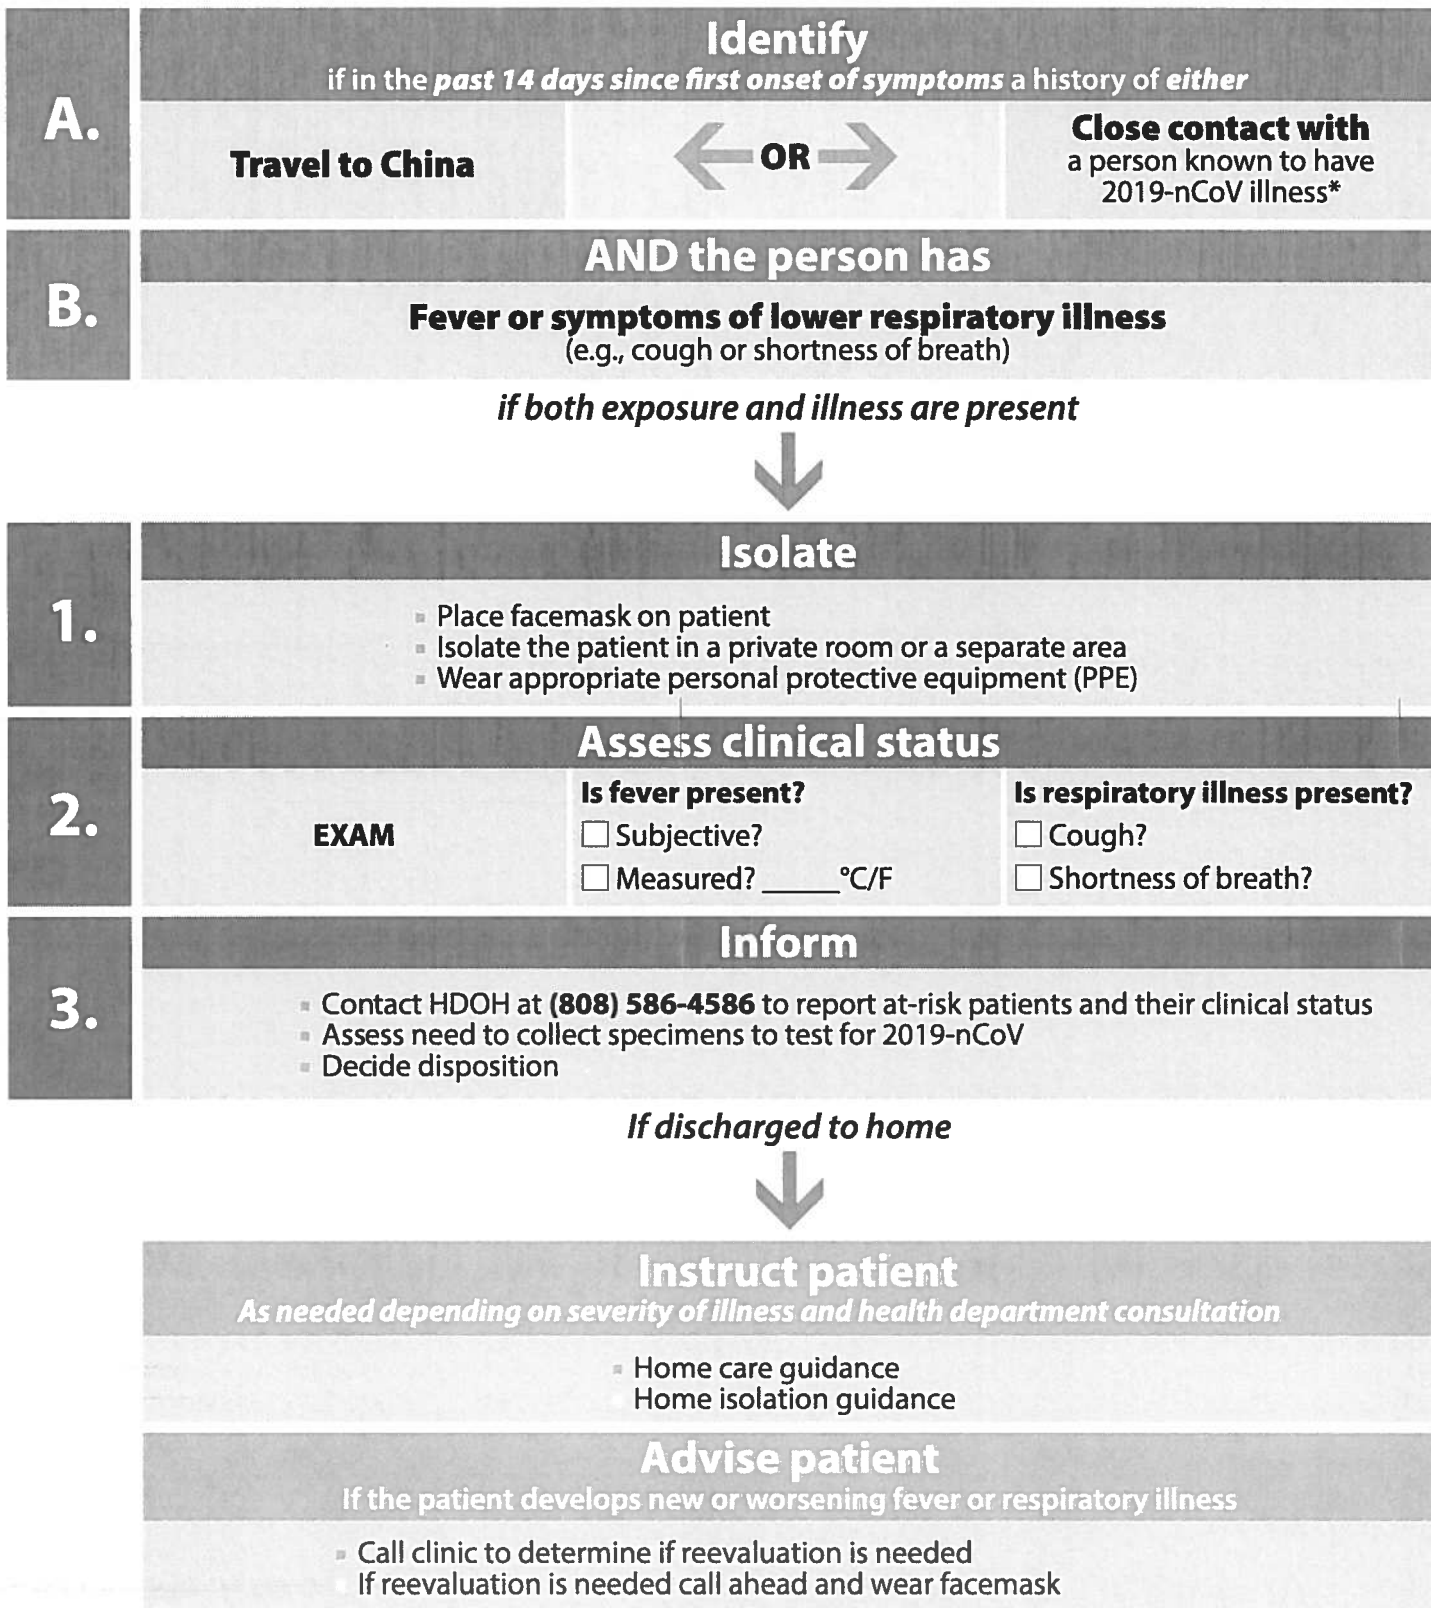 A.
Identify
if in the past 14 days since first onset of symptoms a history of either
Travel to China
OR
Close contact with
a person known to have
2019-nCoV illness*
B.
AND the person has
Fever or symptoms of lower respiratory illness
(e.g., cough or shortness of breath)
if both exposure and illness are present
1.
Isolate
Place facemask on patient
Isolate the patient in a private room or a separate area
Wear appropriate personal protective equipment (PPE)
2.
Assess clinical status
EXAM
Is fever present?
Subjective?
Measured? _____°C/F
Is respiratory illness present?
Cough?
Shortness of breath?
3.
Inform
Contact HDOH at (808) 586-4586 to report at-risk patients and their clinical status
Assess need to collect specimens to test for 2019-nCoV
Decide disposition
If discharged to home
Instruct patient
As needed depending on severity of illness and health department consultation
Home care guidance
Home isolation guidance
Advise patient
If the patient develops new or worsening fever or respiratory illness
Call clinic to determine if reevaluation is needed
If reevaluation is needed call ahead and wear facemask